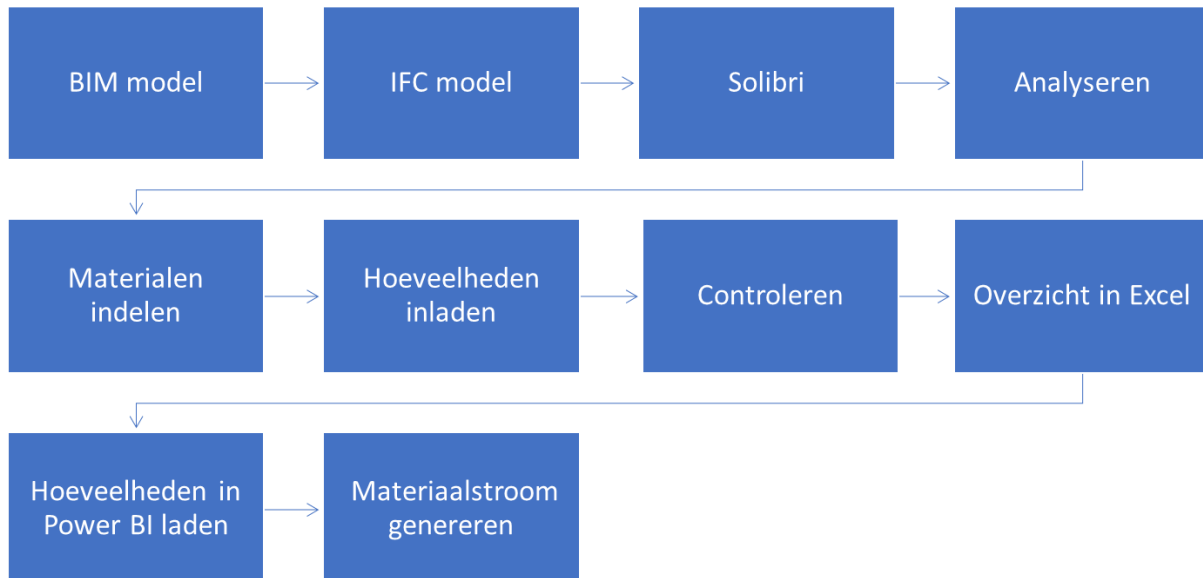 BIM model
IFC model
Solibri
Analyseren
Materialen
indelen
Hoeveelheden
inladen
Controleren
Overzicht in Excel
Hoeveelheden in
Power BI laden
Materiaalstroom
genereren